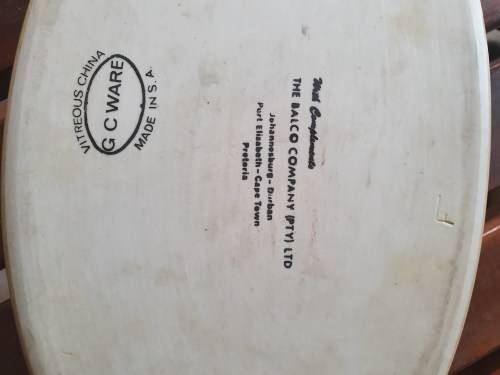 VITREOUS CHINA
G C WARE
MADE IN S.A.
With Compliments
THE BALCO COMPANY (PTY) LTD
Johannesburg - Durban
Port Elizabeth - Cape Town
Pretoria